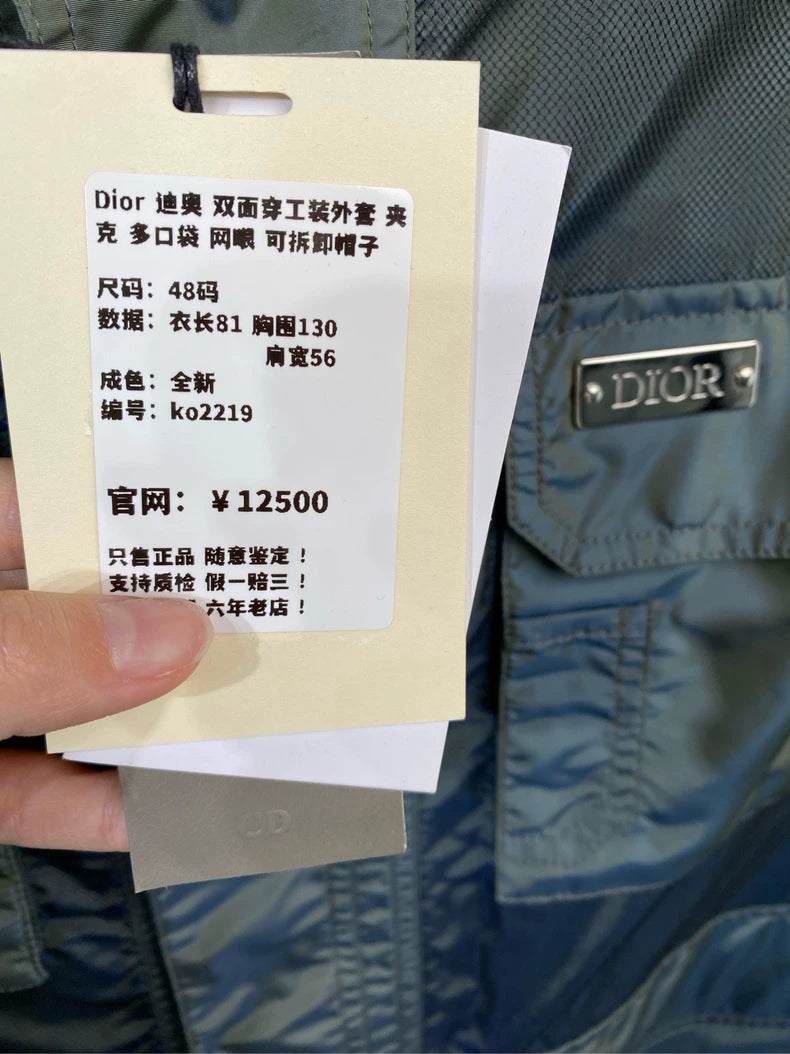 Dior 迪奥 双面穿工装外套 夹
克 多口袋 网眼 可拆卸帽子
尺码：48码
数据：衣长81 胸围130
肩宽56
成色：全新
编号：ko2219
官网：￥12500
只售正品 随意鉴定！
支持质检 假一赔三！
六年老店！
DIOR
CD